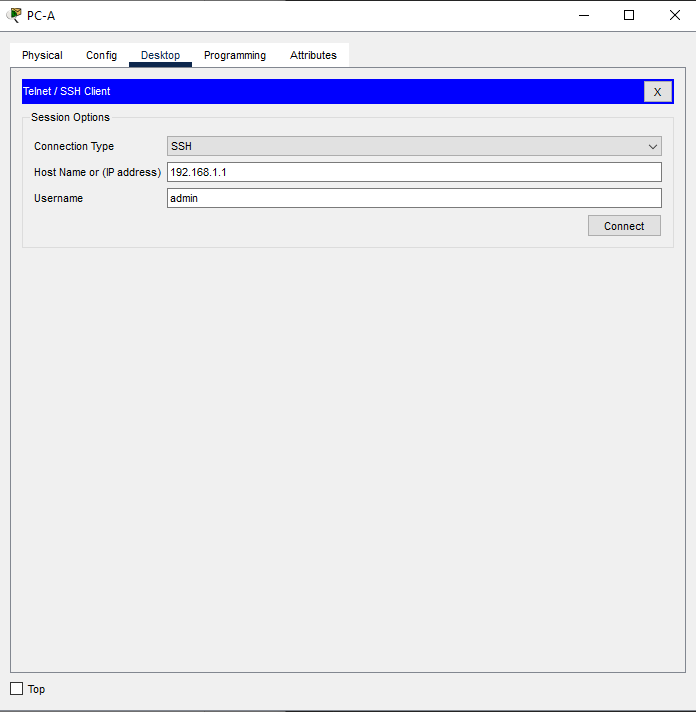 PC-A
Physical Config Desktop Programming Attributes
Telnet / SSH Client X
Session Options
Connection Type SSH
Host Name or (IP address) 192.168.1.1
Username admin
Connect
Top